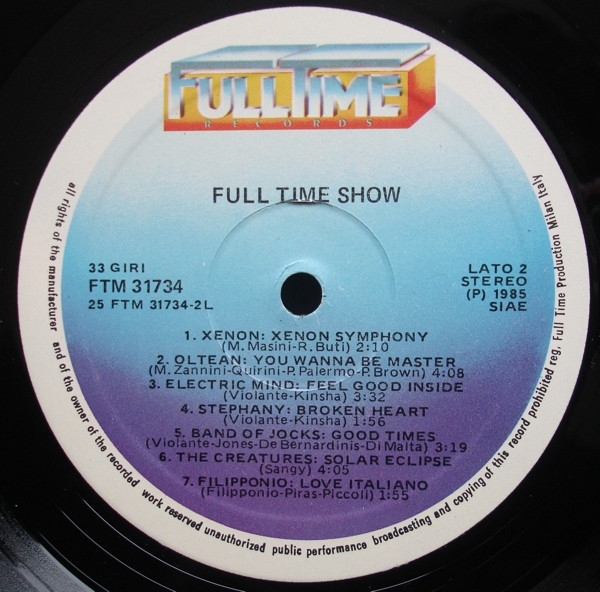 FULL TIME
RECORDS
FULL TIME SHOW
33 GIRI
FTM 31734
25 FTM 31734-2L
LATO 2
STEREO
(P) 1985
SIAE
1. XENON: XENON SYMPHONY
(M. Masini-R. Buti) 2:10
2. OLTEAN: YOU WANNA BE MASTER
(M. Zannini-Quirini-P. Palermo-P. Brown) 4:08
3. ELECTRIC MIND: FEEL GOOD INSIDE
(Violante-Kinsha) 3:32
4. STEPHANY: BROKEN HEART
(Violante-Kinsha) 1:56
5. BAND OF JOCKS: GOOD TIMES
(Violante-Jones-De Bernardinis-Di Malta) 3:19
6. THE CREATURES: SOLAR ECLIPSE
(Sangy) 4:05
7. FILIPPONIO: LOVE ITALIANO
(Filipponio-Piras-Piccoli) 1:55
all rights of the manufacturer and of the owner of the recorded work reserved unauthorized public performance broadcasting and copying of this record prohibited reg. Full Time Production Milan Italy